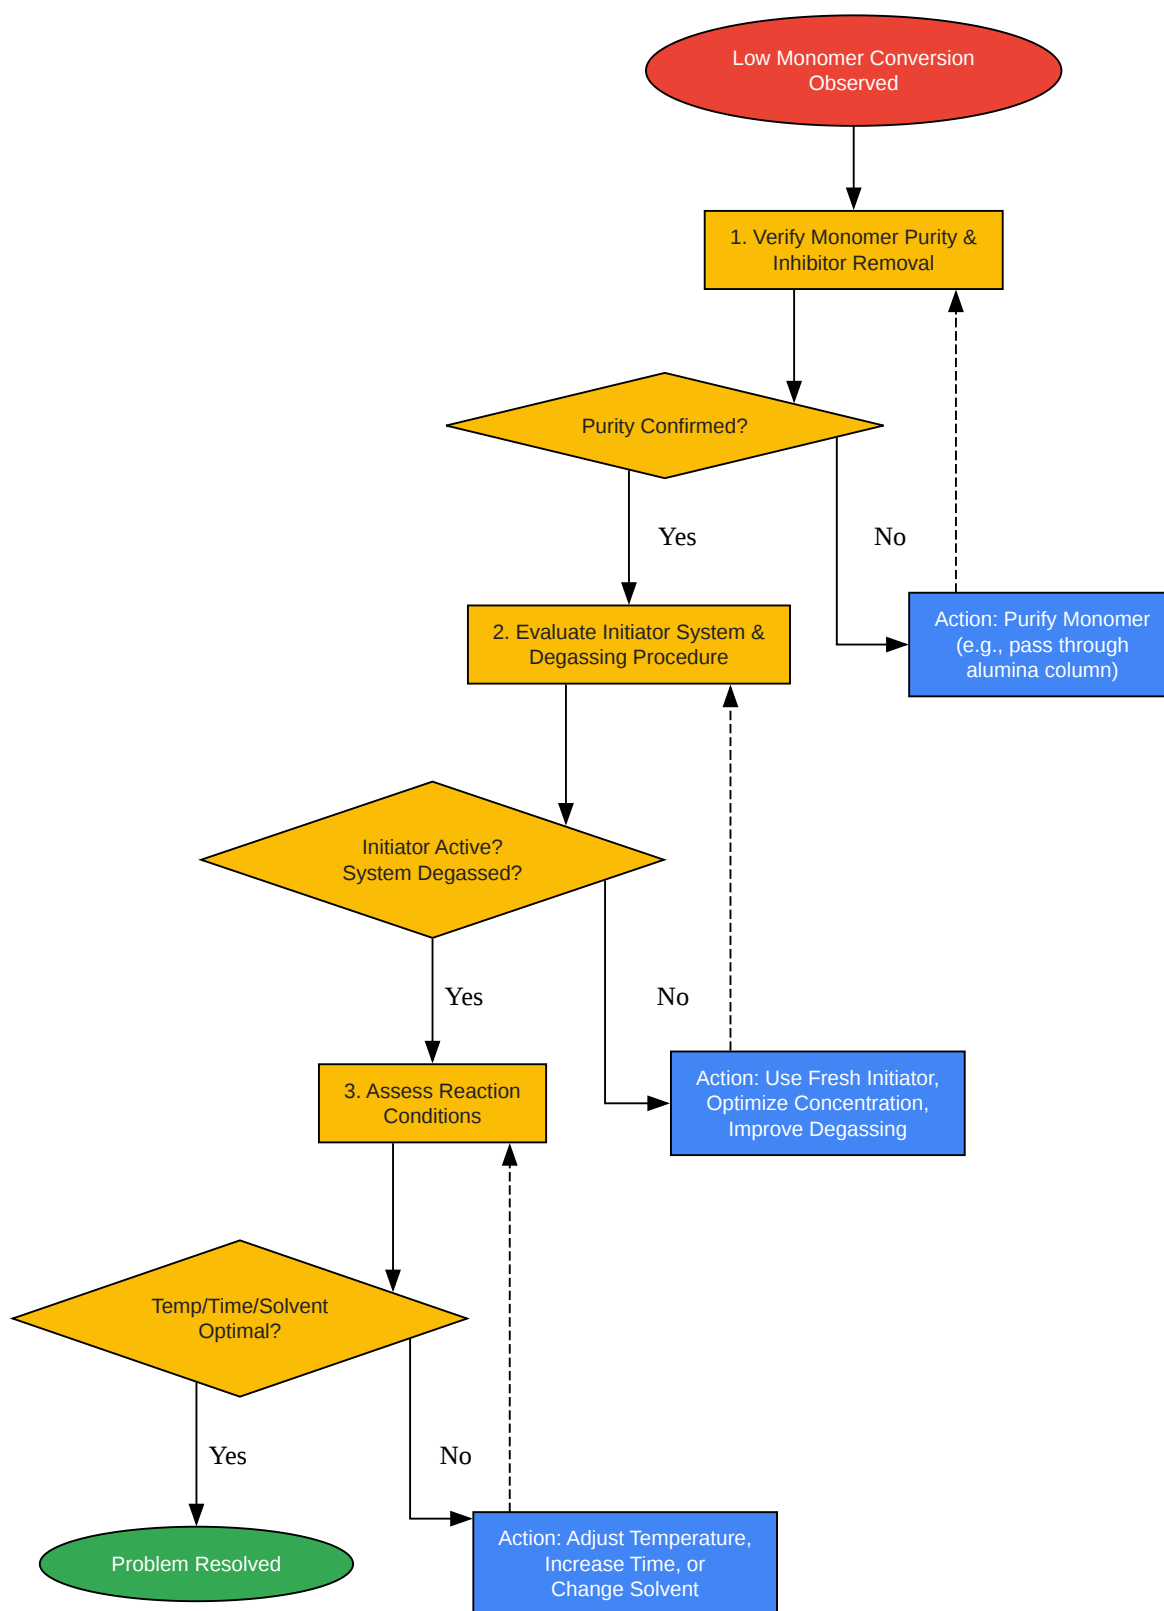 Low Monomer Conversion
Observed
1. Verify Monomer Purity &
Inhibitor Removal
Purity Confirmed?
Yes
No
Action: Purify Monomer
(e.g., pass through
alumina column)
2. Evaluate Initiator System &
Degassing Procedure
Initiator Active?
System Degassed?
Yes
No
Action: Use Fresh Initiator,
Optimize Concentration,
Improve Degassing
3. Assess Reaction
Conditions
Temp/Time/Solvent
Optimal?
Yes
No
Action: Adjust Temperature,
Increase Time, or
Change Solvent
Problem Resolved